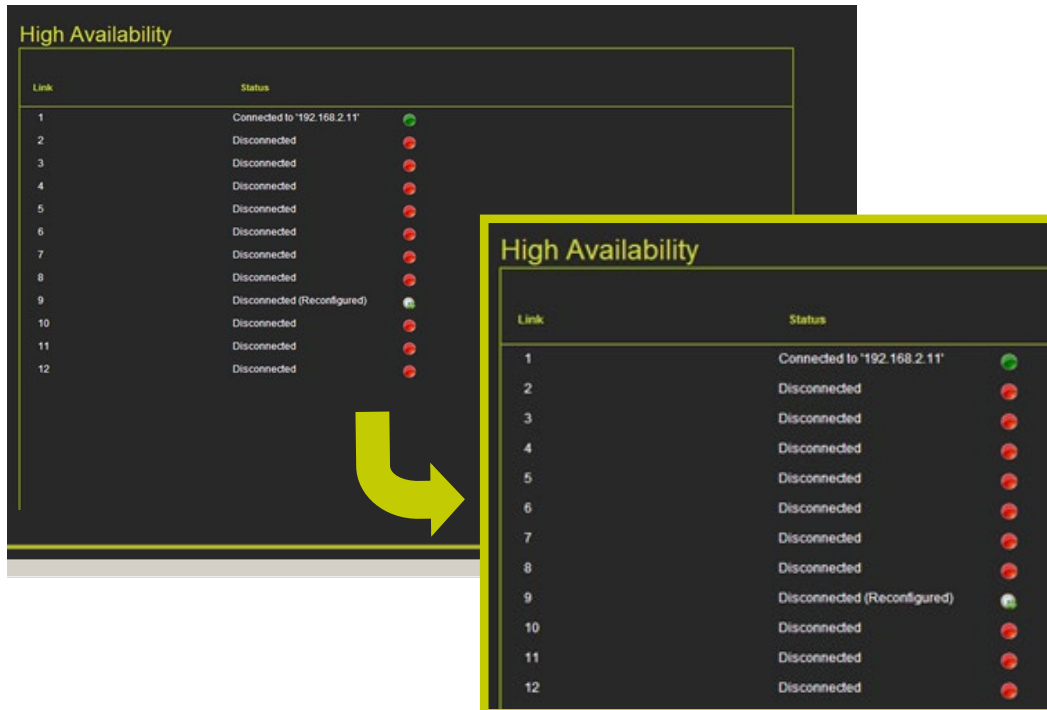 High Availability
Link Status
1 Connected to '192.168.2.11'
2 Disconnected
3 Disconnected
4 Disconnected
5 Disconnected
6 Disconnected
7 Disconnected
8 Disconnected
9 Disconnected (Reconfigured)
10 Disconnected
11 Disconnected
12 Disconnected
High Availability
Link Status
1 Connected to '192.168.2.11'
2 Disconnected
3 Disconnected
4 Disconnected
5 Disconnected
6 Disconnected
7 Disconnected
8 Disconnected
9 Disconnected (Reconfigured)
10 Disconnected
11 Disconnected
12 Disconnected